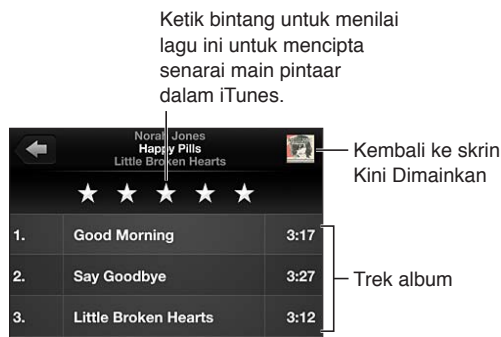 Ketik bintang untuk menilai
lagu ini untuk mencipta
senarai main pintaar
dalam iTunes.
Norah Jones
Happy Pills
Little Broken Hearts
Kembali ke skrin
Kini Dimainkan
1. Good Morning 3:17
2. Say Goodbye 3:27
3. Little Broken Hearts 3:12
Trek album